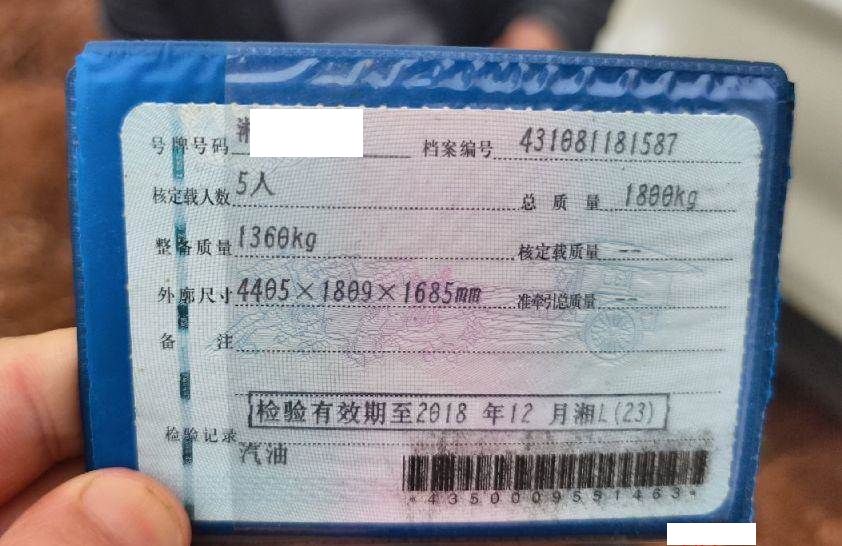 号牌号码 湘 档案编号 431081181587
核定载人数 5人 总质量 1800kg
整备质量 1360kg 核定载质量 --
外廓尺寸 4405×1809×1685mm 准牵引总质量 --
备注
检验记录 检验有效期至2018年12月湘L(23)
汽油
*4350009551463*